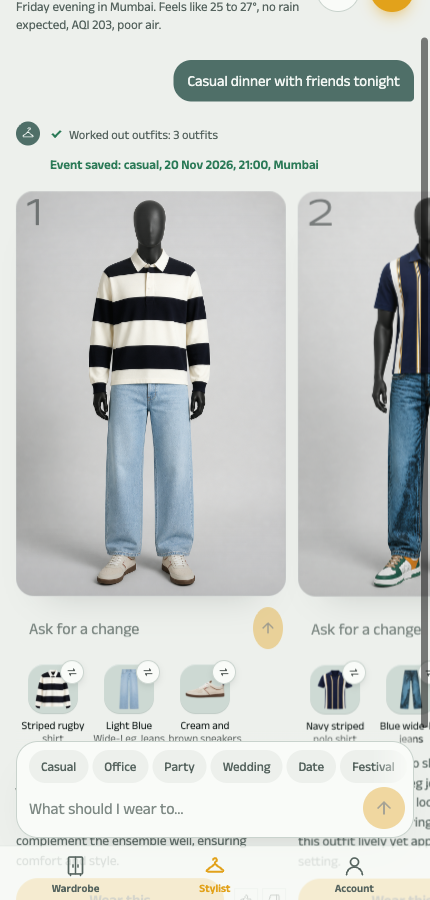 Friday evening in Mumbai. Feels like 25 to 27°, no rain
expected, AQI 203, poor air.
Casual dinner with friends tonight
Worked out outfits: 3 outfits
Event saved: casual, 20 Nov 2026, 21:00, Mumbai
1
2
Ask for a change
Ask for a change
Striped rugby
shirt
Light Blue
Wide-Leg Jeans
Cream and
brown sneakers
Navy striped
polo shirt
Blue wide-
jeans
Casual
Office
Party
Wedding
Date
Festival
What should I wear to...
complement the ensemble well, ensuring
comfort and style.
this outfit lively yet app
setting.
Wear this
Wear this
Wardrobe
Stylist
Account